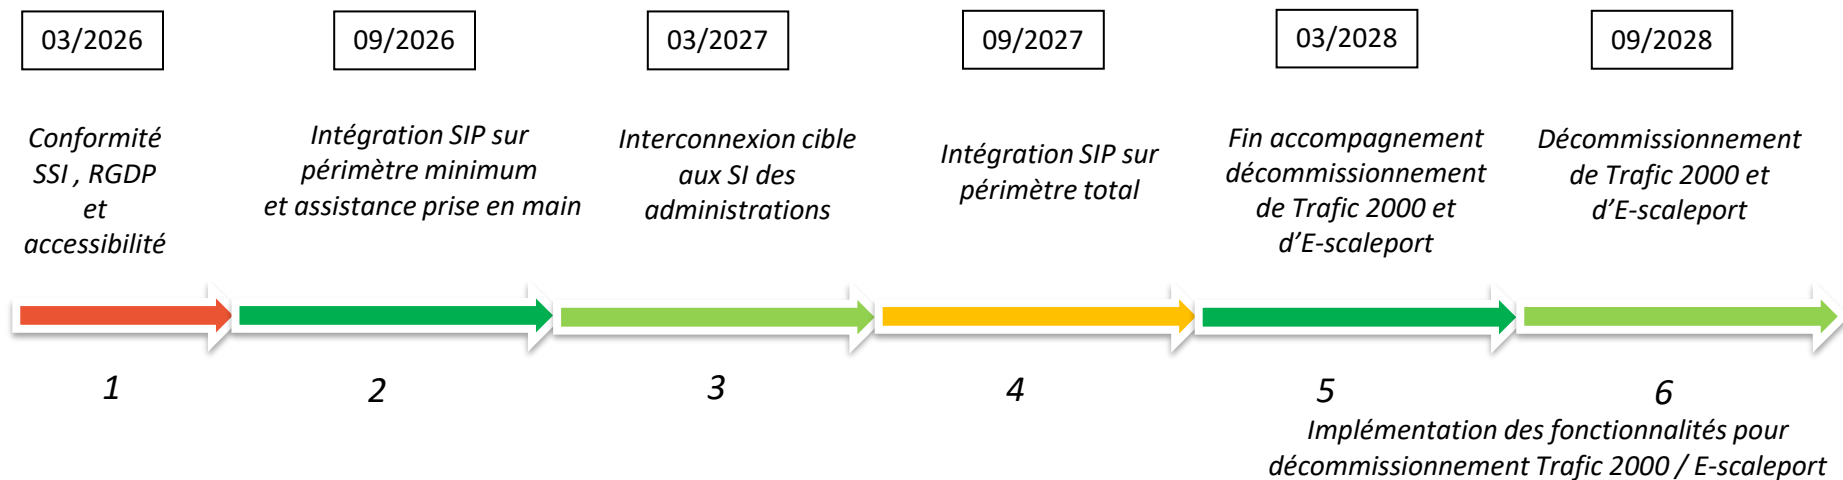 03/2026
09/2026
03/2027
09/2027
03/2028
09/2028
Conformité
SSI , RGDP
et
accessibilité
Intégration SIP sur
périmètre minimum
et assistance prise en main
Interconnexion cible
aux SI des
administrations
Intégration SIP sur
périmètre total
Fin accompagnement
décommissionnement
de Trafic 2000 et
d’E-scaleport
Décommissionnement
de Trafic 2000 et
d’E-scaleport
1
2
3
4
5
6
Implémentation des fonctionnalités pour
décommissionnement Trafic 2000 / E-scaleport